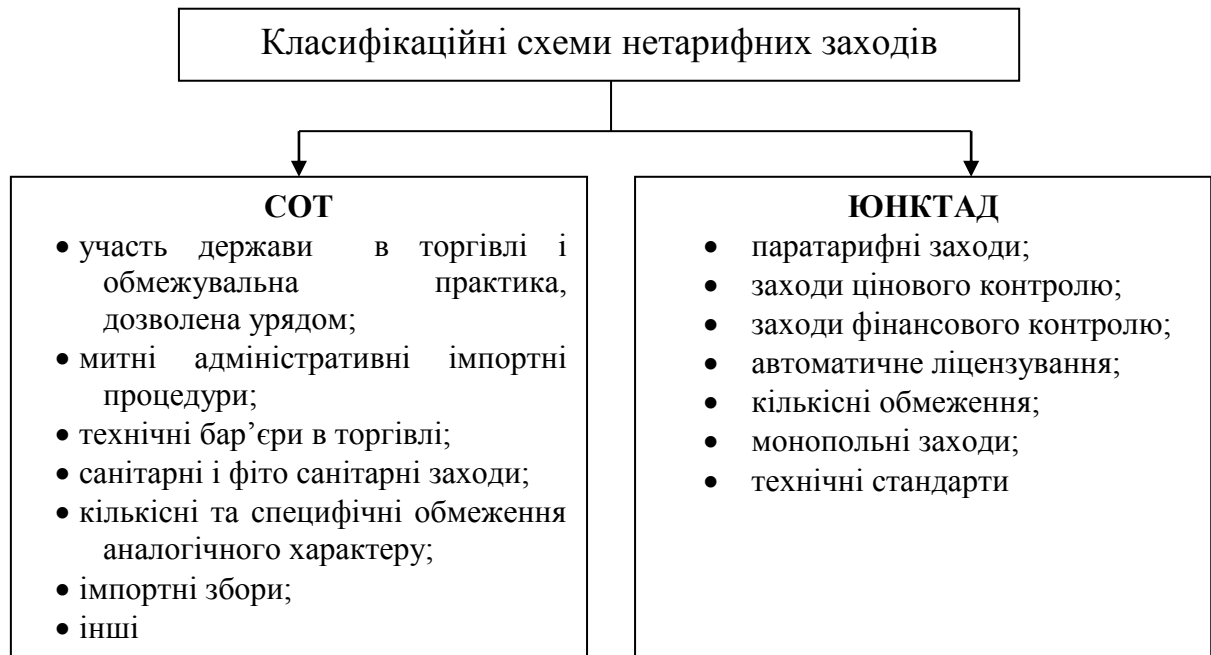 Класифікаційні схеми нетарифних заходів
СОТ
• участь держави в торгівлі і
обмежувальна практика,
дозволена урядом;
• митні адміністративні імпортні
процедури;
• технічні бар’єри в торгівлі;
• санітарні і фіто санітарні заходи;
• кількісні та специфічні обмеження
аналогічного характеру;
• імпортні збори;
• інші
ЮНКТАД
• паратарифні заходи;
• заходи цінового контролю;
• заходи фінансового контролю;
• автоматичне ліцензування;
• кількісні обмеження;
• монопольні заходи;
• технічні стандарти